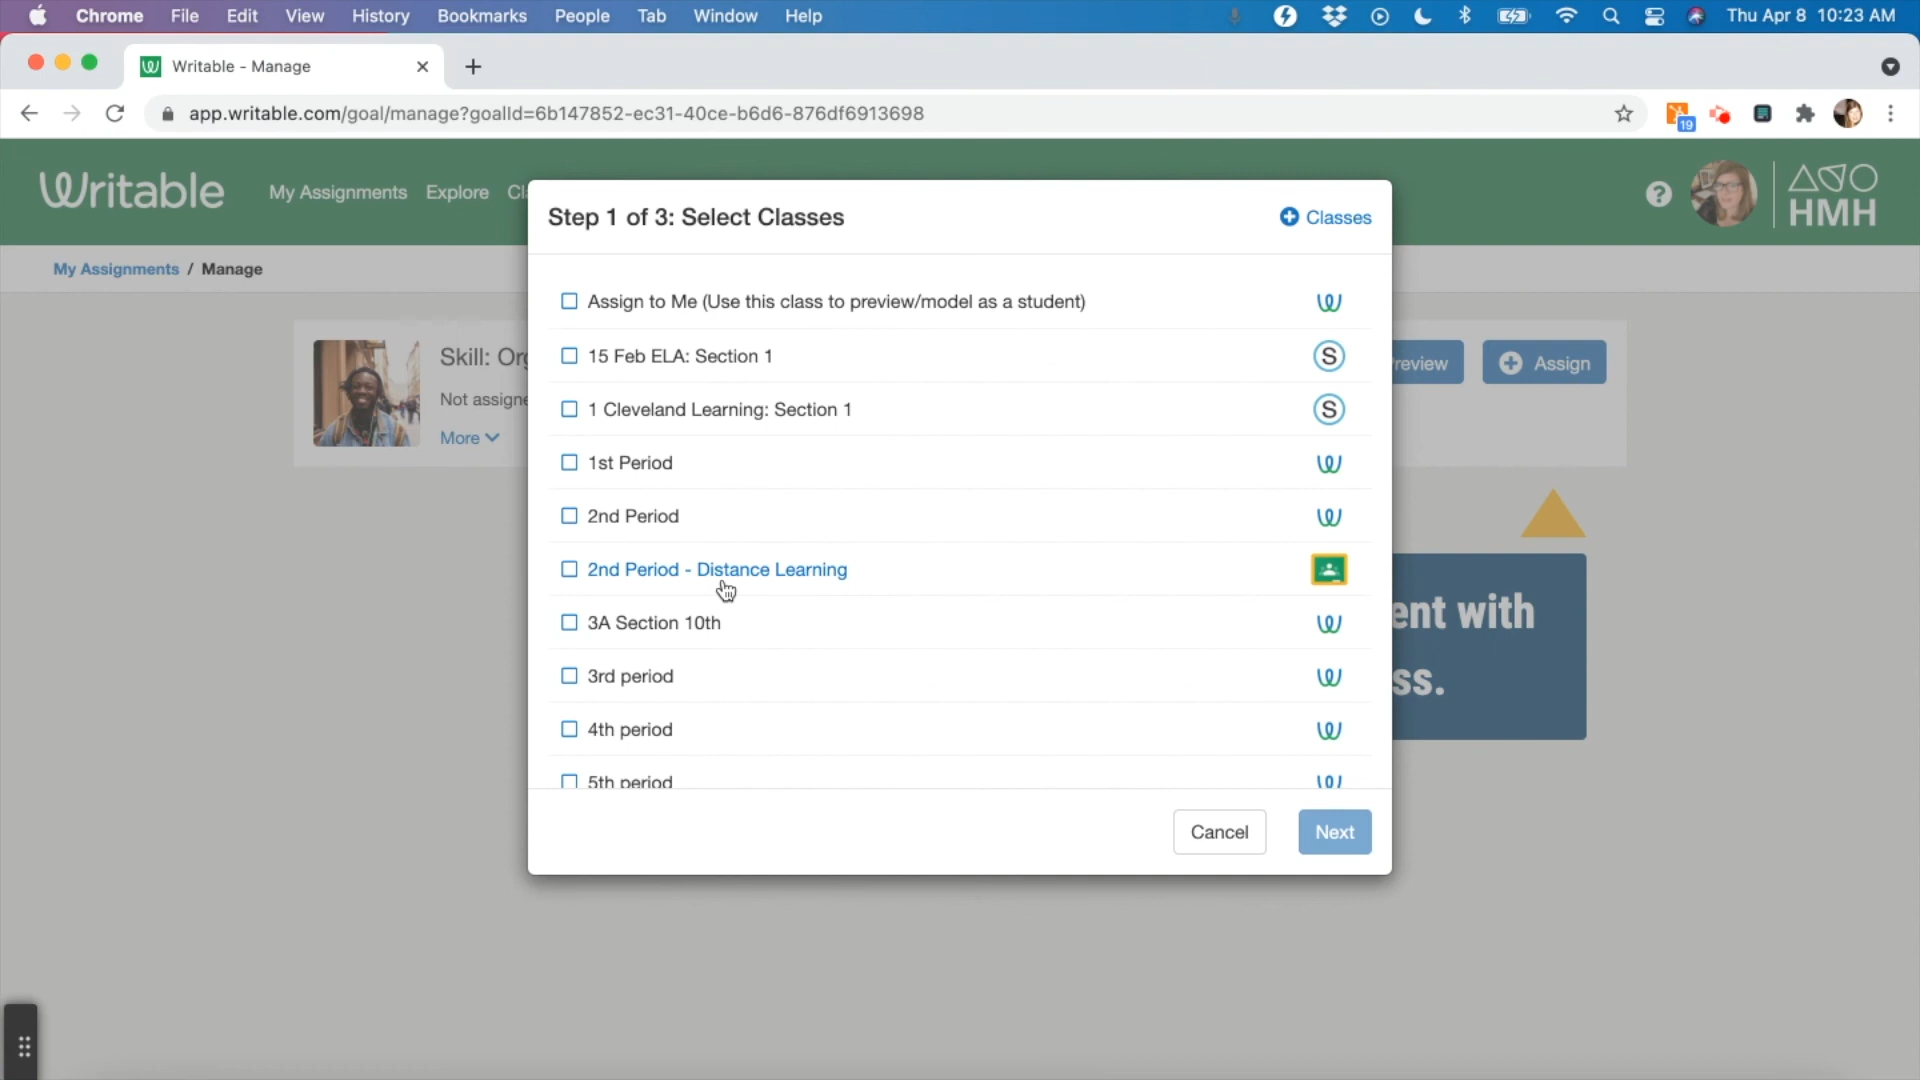 Chrome File Edit View History Bookmarks People Tab Window Help Thu Apr 8 10:23 AM
Writable - Manage
app.writable.com/goal/manage?goalId=6b147852-ec31-40ce-b6d6-876df6913698
19
Writable My Assignments Explore Cl ? HMH
Step 1 of 3: Select Classes Classes
My Assignments / Manage
Assign to Me (Use this class to preview/model as a student)
15 Feb ELA: Section 1 S
Skill: Org
review Assign
Not assigne
1 Cleveland Learning: Section 1 S
More
1st Period
2nd Period
2nd Period - Distance Learning
ent with
3A Section 10th
3rd period
ss.
4th period
5th period
Cancel Next